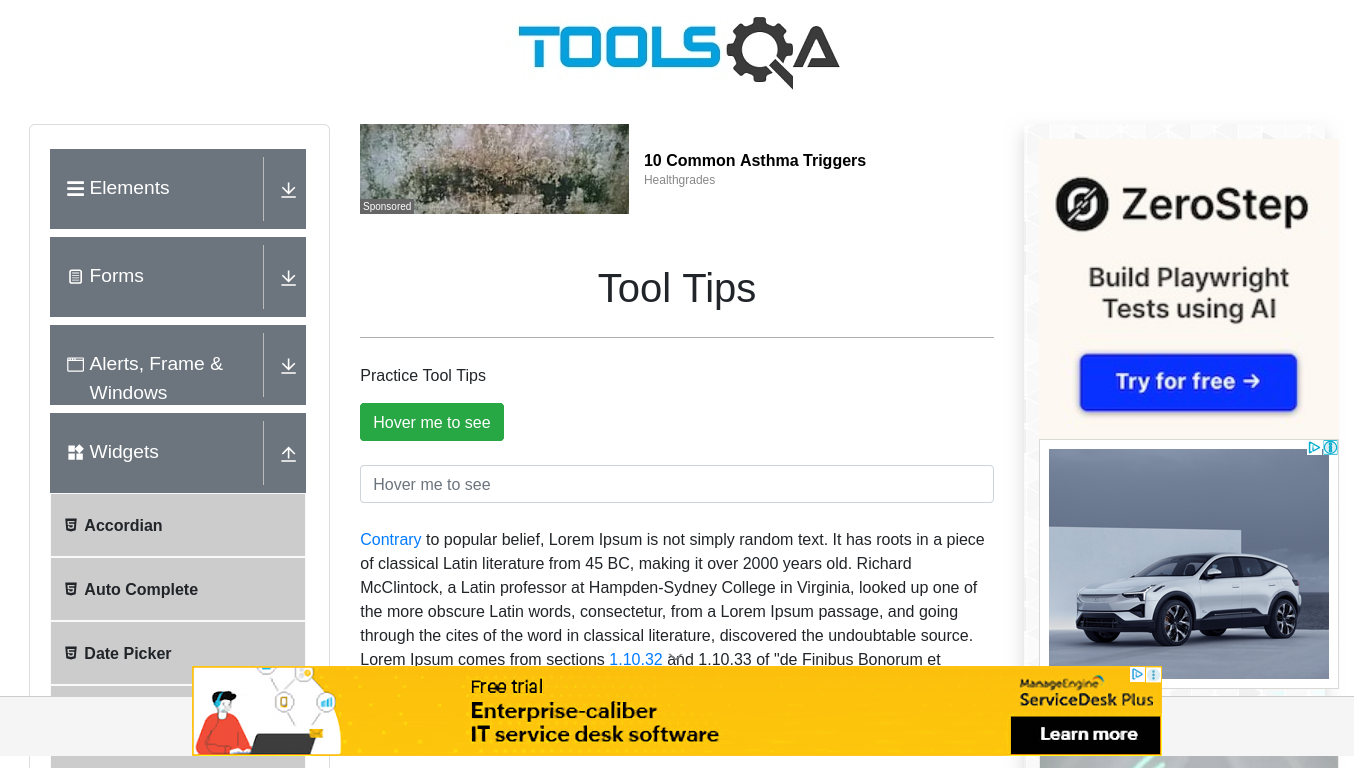 TOOLSQA
Elements
Forms
Alerts, Frame &
Windows
Widgets
Accordian
Auto Complete
Date Picker
Sponsored
10 Common Asthma Triggers
Healthgrades
Tool Tips
Practice Tool Tips
Hover me to see
Hover me to see
Contrary to popular belief, Lorem Ipsum is not simply random text. It has roots in a piece
of classical Latin literature from 45 BC, making it over 2000 years old. Richard
McClintock, a Latin professor at Hampden-Sydney College in Virginia, looked up one of
the more obscure Latin words, consectetur, from a Lorem Ipsum passage, and going
through the cites of the word in classical literature, discovered the undoubtable source.
Lorem Ipsum comes from sections 1.10.32 and 1.10.33 of "de Finibus Bonorum et
ZeroStep
Build Playwright
Tests using AI
Try for free →
Free trial
Enterprise-caliber
IT service desk software
ManageEngine
ServiceDesk Plus
Learn more